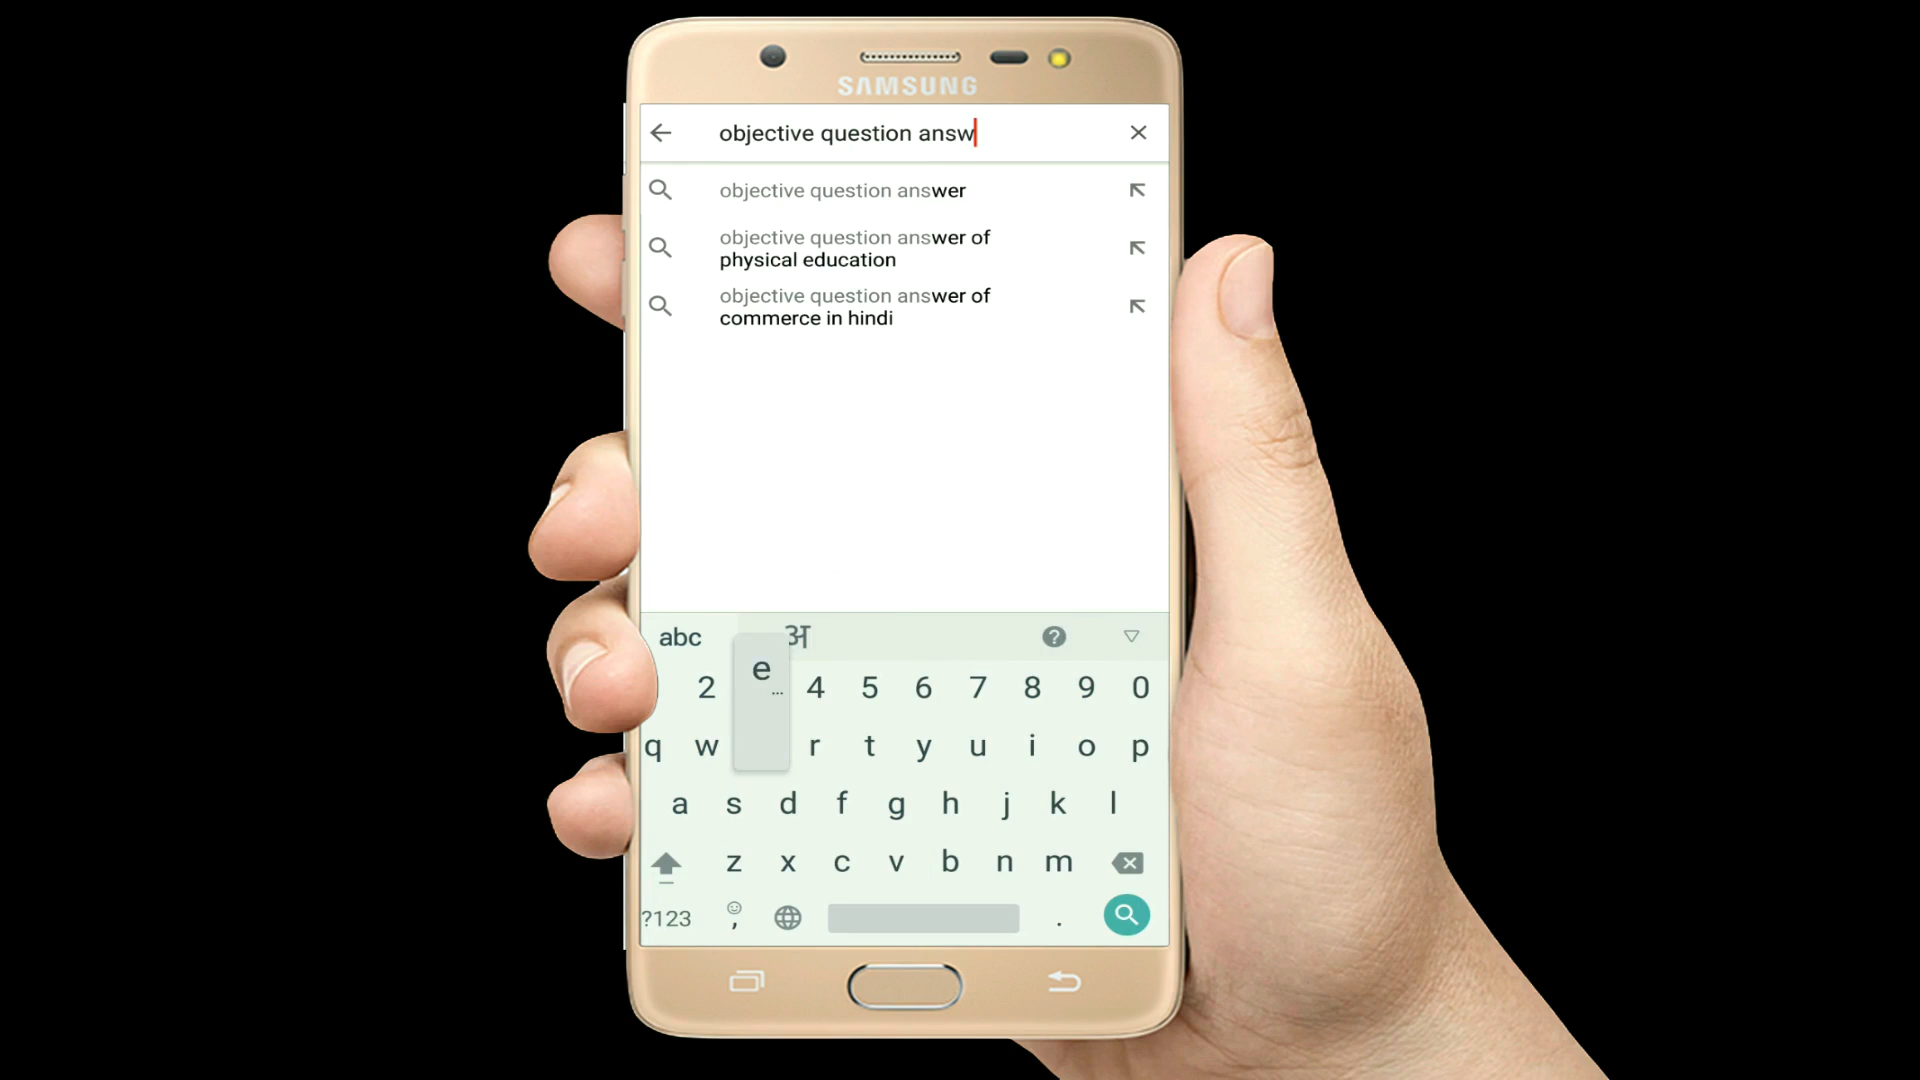 SAMSUNG
objective question answ
objective question answer
objective question answer of
physical education
objective question answer of
commerce in hindi
abc अ
e
...
2 4 5 6 7 8 9 0
q w r t y u i o p
a s d f g h j k l
z x c v b n m
?123 , .